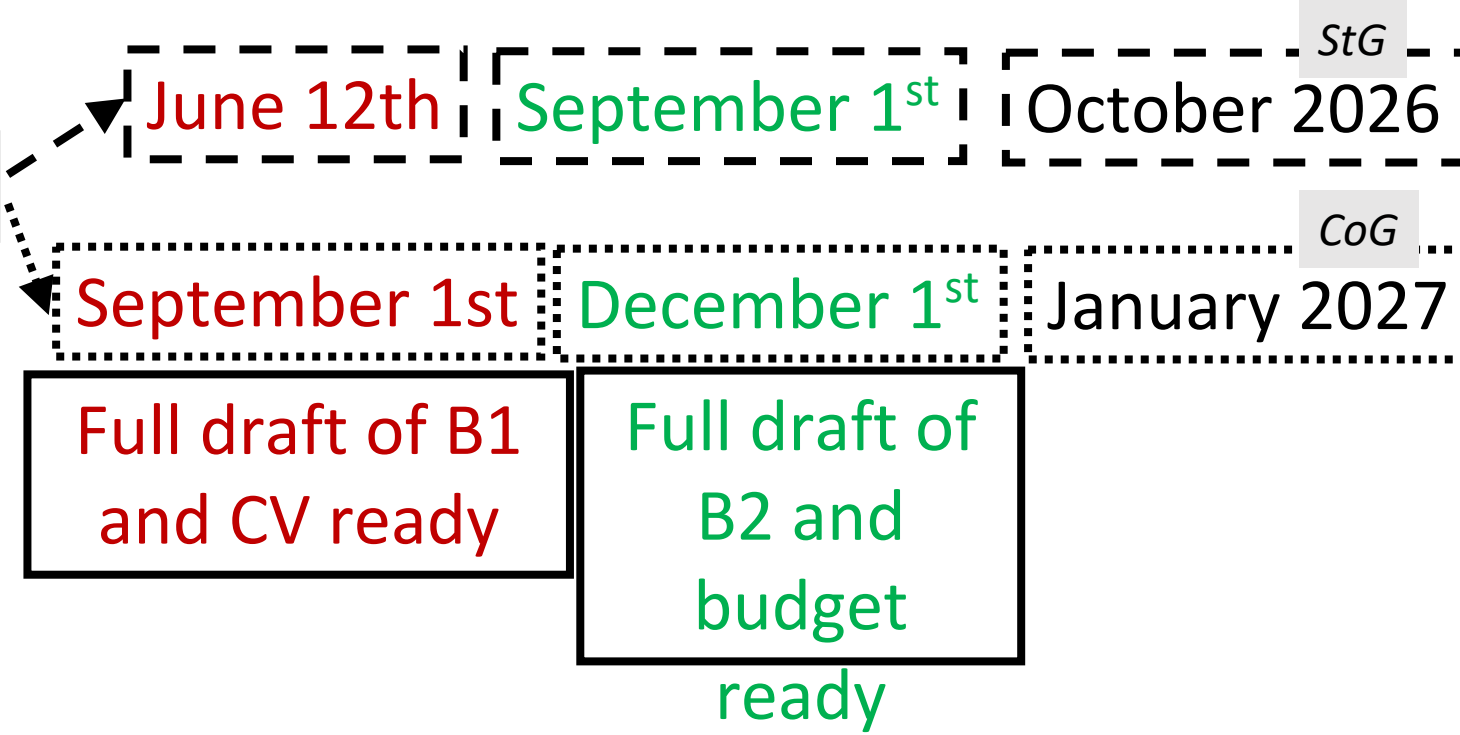 StG
June 12th
September 1st
October 2026
CoG
September 1st
December 1st
January 2027
Full draft of B1
and CV ready
Full draft of
B2 and
budget
ready